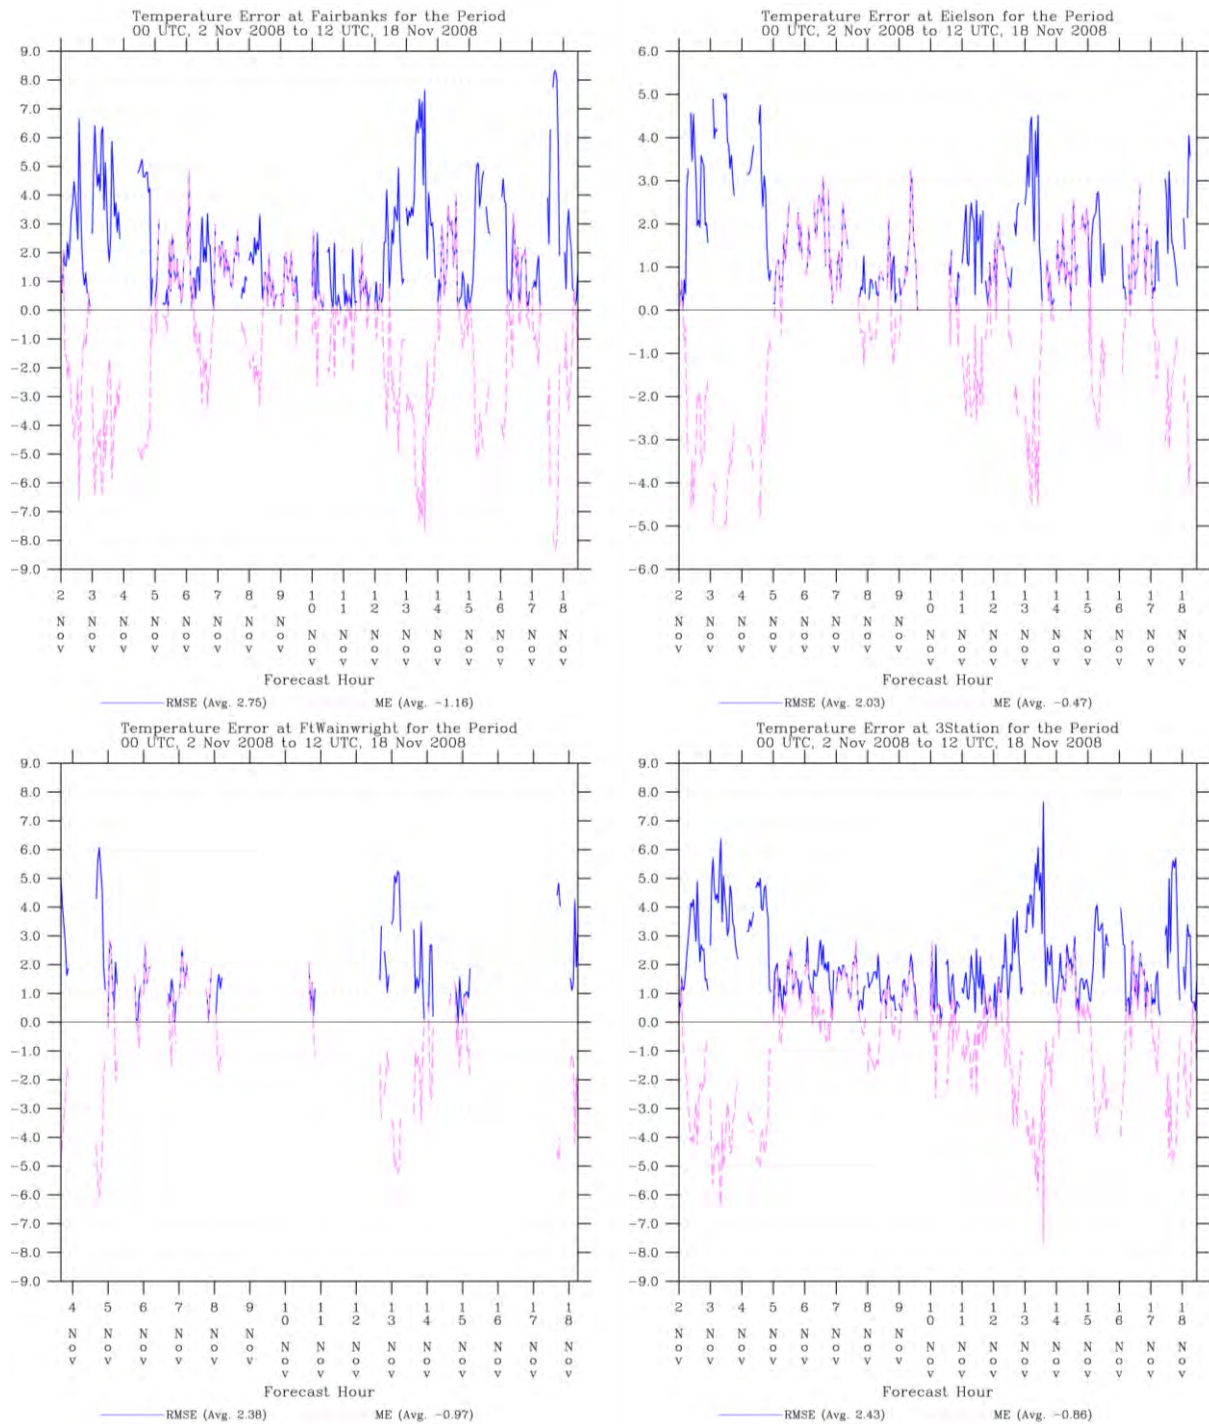 Temperature Error at Fairbanks for the Period
00 UTC, 2 Nov 2008 to 12 UTC, 18 Nov 2008
9.0
8.0
7.0
6.0
5.0
4.0
3.0
2.0
1.0
0.0
-1.0
-2.0
-3.0
-4.0
-5.0
-6.0
-7.0
-8.0
-9.0
2 Nov
3 Nov
4 Nov
5 Nov
6 Nov
7 Nov
8 Nov
9 Nov
10 Nov
11 Nov
12 Nov
13 Nov
14 Nov
15 Nov
16 Nov
17 Nov
18 Nov
Forecast Hour
RMSE (Avg. 2.75) ME (Avg. -1.16)
Temperature Error at Eielson for the Period
00 UTC, 2 Nov 2008 to 12 UTC, 18 Nov 2008
6.0
5.0
4.0
3.0
2.0
1.0
0.0
-1.0
-2.0
-3.0
-4.0
-5.0
-6.0
2 Nov
3 Nov
4 Nov
5 Nov
6 Nov
7 Nov
8 Nov
9 Nov
10 Nov
11 Nov
12 Nov
13 Nov
14 Nov
15 Nov
16 Nov
17 Nov
18 Nov
Forecast Hour
RMSE (Avg. 2.03) ME (Avg. -0.47)
Temperature Error at FtWainwright for the Period
00 UTC, 2 Nov 2008 to 12 UTC, 18 Nov 2008
9.0
8.0
7.0
6.0
5.0
4.0
3.0
2.0
1.0
0.0
-1.0
-2.0
-3.0
-4.0
-5.0
-6.0
-7.0
-8.0
-9.0
4 Nov
5 Nov
6 Nov
7 Nov
8 Nov
9 Nov
10 Nov
11 Nov
12 Nov
13 Nov
14 Nov
15 Nov
16 Nov
17 Nov
18 Nov
Forecast Hour
RMSE (Avg. 2.38) ME (Avg. -0.97)
Temperature Error at 3Station for the Period
00 UTC, 2 Nov 2008 to 12 UTC, 18 Nov 2008
9.0
8.0
7.0
6.0
5.0
4.0
3.0
2.0
1.0
0.0
-1.0
-2.0
-3.0
-4.0
-5.0
-6.0
-7.0
-8.0
-9.0
2 Nov
3 Nov
4 Nov
5 Nov
6 Nov
7 Nov
8 Nov
9 Nov
10 Nov
11 Nov
12 Nov
13 Nov
14 Nov
15 Nov
16 Nov
17 Nov
18 Nov
Forecast Hour
RMSE (Avg. 2.43) ME (Avg. -0.86)